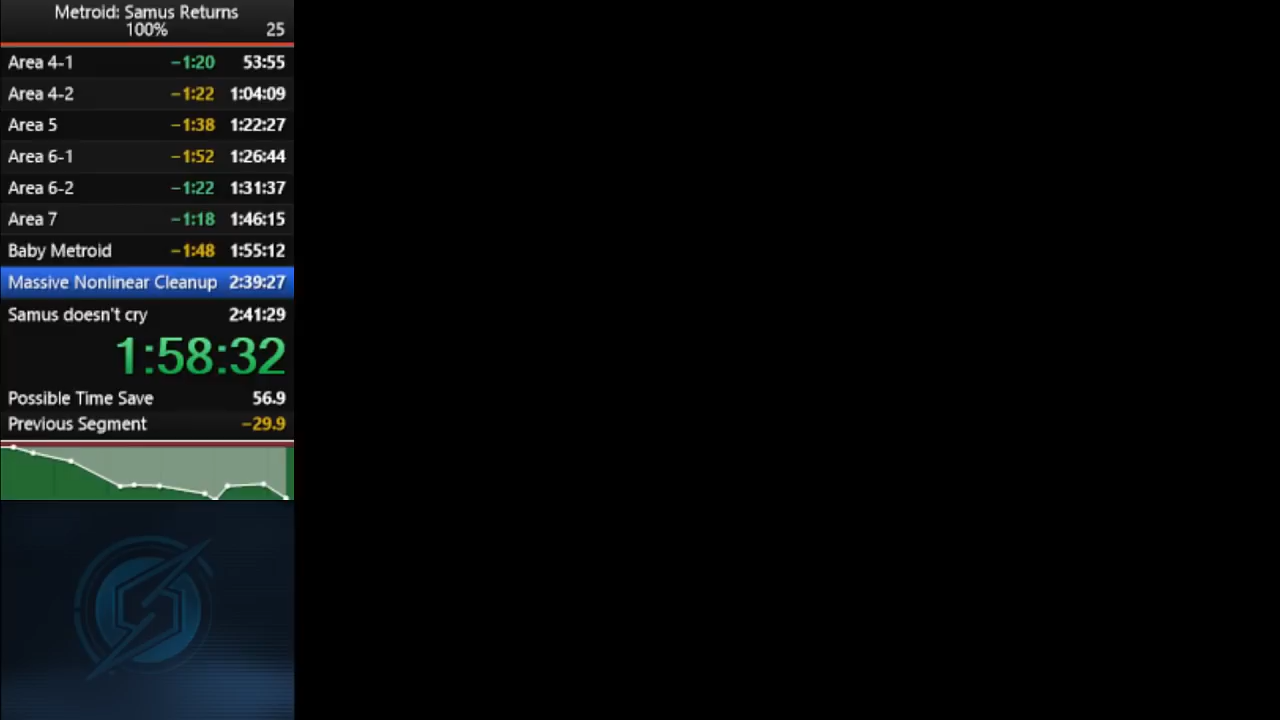 Metroid: Samus Returns
100% 25
Area 4-1 −1:20 53:55
Area 4-2 −1:22 1:04:09
Area 5 −1:38 1:22:27
Area 6-1 −1:52 1:26:44
Area 6-2 −1:22 1:31:37
Area 7 −1:18 1:46:15
Baby Metroid −1:48 1:55:12
Massive Nonlinear Cleanup 2:39:27
Samus doesn't cry 2:41:29
1:58:32
Possible Time Save 56.9
Previous Segment −29.9